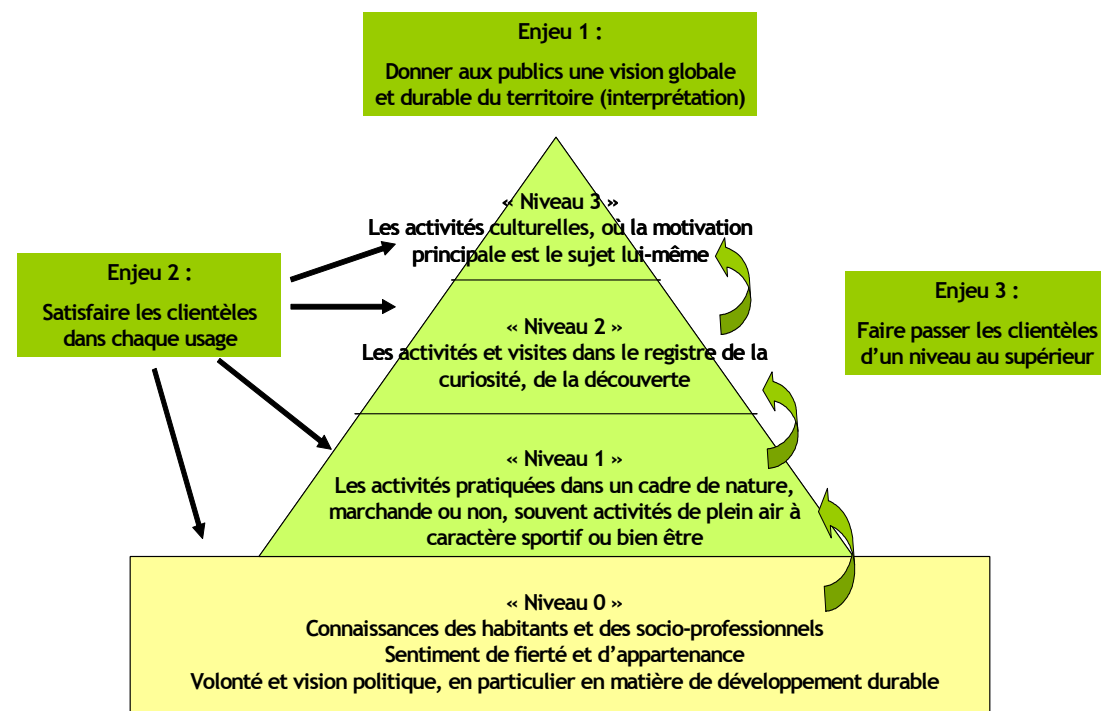 Enjeu 1 :
Donner aux publics une vision globale
et durable du territoire (interprétation)
« Niveau 3 »
Les activités culturelles, où la motivation
principale est le sujet lui-même
Enjeu 2 :
Satisfaire les clientèles
dans chaque usage
Enjeu 3 :
Faire passer les clientèles
d’un niveau au supérieur
« Niveau 2 »
Les activités et visites dans le registre de la
curiosité, de la découverte
« Niveau 1 »
Les activités pratiquées dans un cadre de nature,
marchande ou non, souvent activités de plein air à
caractère sportif ou bien être
« Niveau 0 »
Connaissances des habitants et des socio-professionnels
Sentiment de fierté et d’appartenance
Volonté et vision politique, en particulier en matière de développement durable